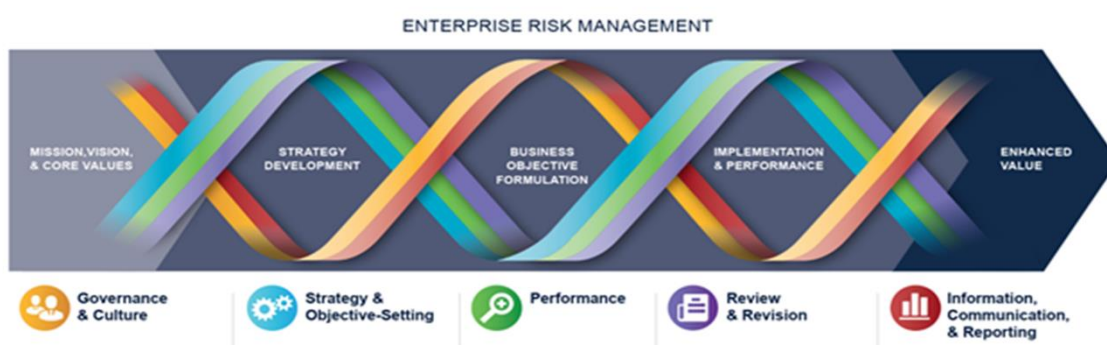 ENTERPRISE RISK MANAGEMENT
MISSION, VISION,
& CORE VALUES
STRATEGY
DEVELOPMENT
BUSINESS
OBJECTIVE
FORMULATION
IMPLEMENTATION
& PERFORMANCE
ENHANCED
VALUE
Governance
& Culture
Strategy &
Objective-Setting
Performance
Review
& Revision
Information,
Communication,
& Reporting